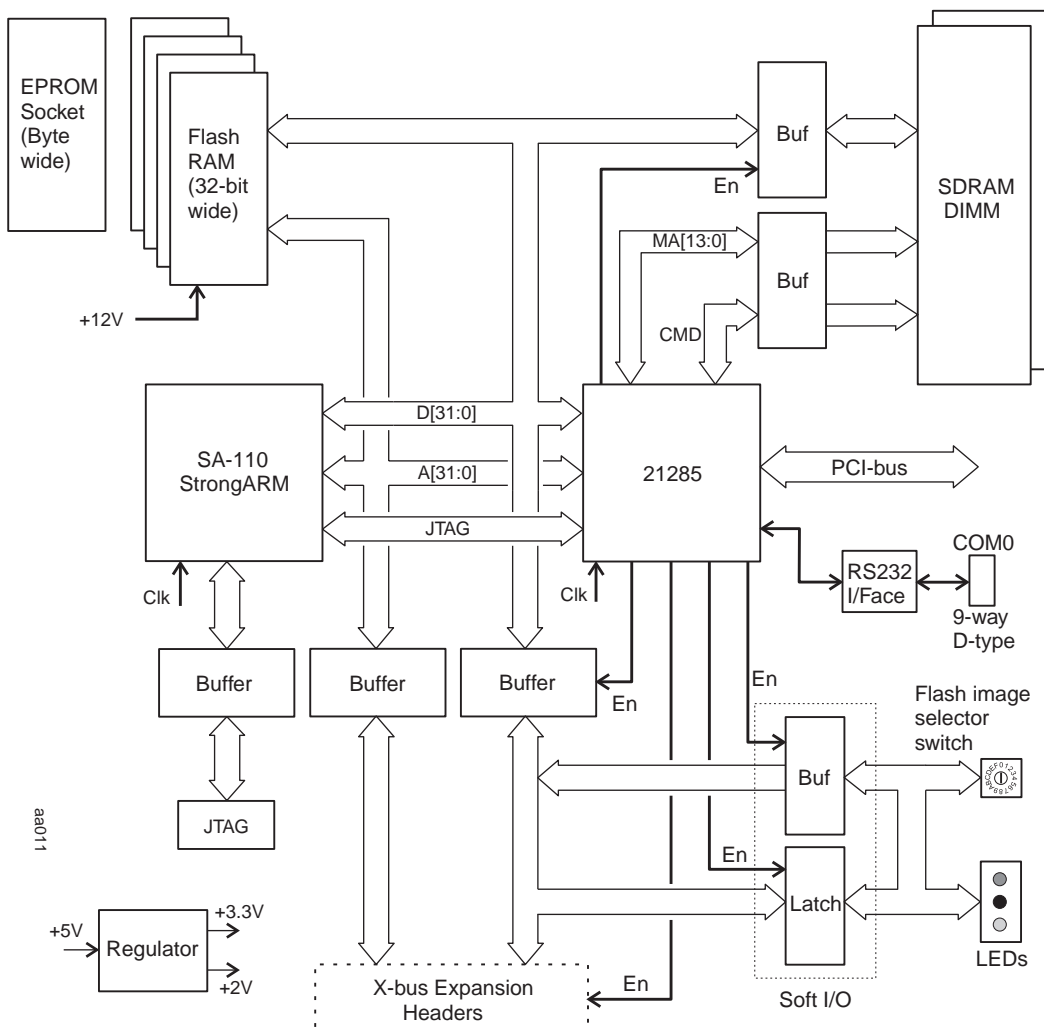 EPROM
Socket
(Byte
wide)
Flash
RAM
(32-bit
wide)
+12V
Buf
En
SDRAM
DIMM
MA[13:0]
Buf
CMD
SA-110
StrongARM
D[31:0]
A[31:0]
JTAG
21285
PCI-bus
Clk
Clk
RS232
I/Face
COM0
9-way
D-type
Buffer
Buffer
Buffer
En
En
Flash image
selector
switch
Buf
0123456789ABCDEF
JTAG
aa011
En
Latch
LEDs
Soft I/O
+5V
Regulator
+3.3V
+2V
X-bus Expansion
Headers
En